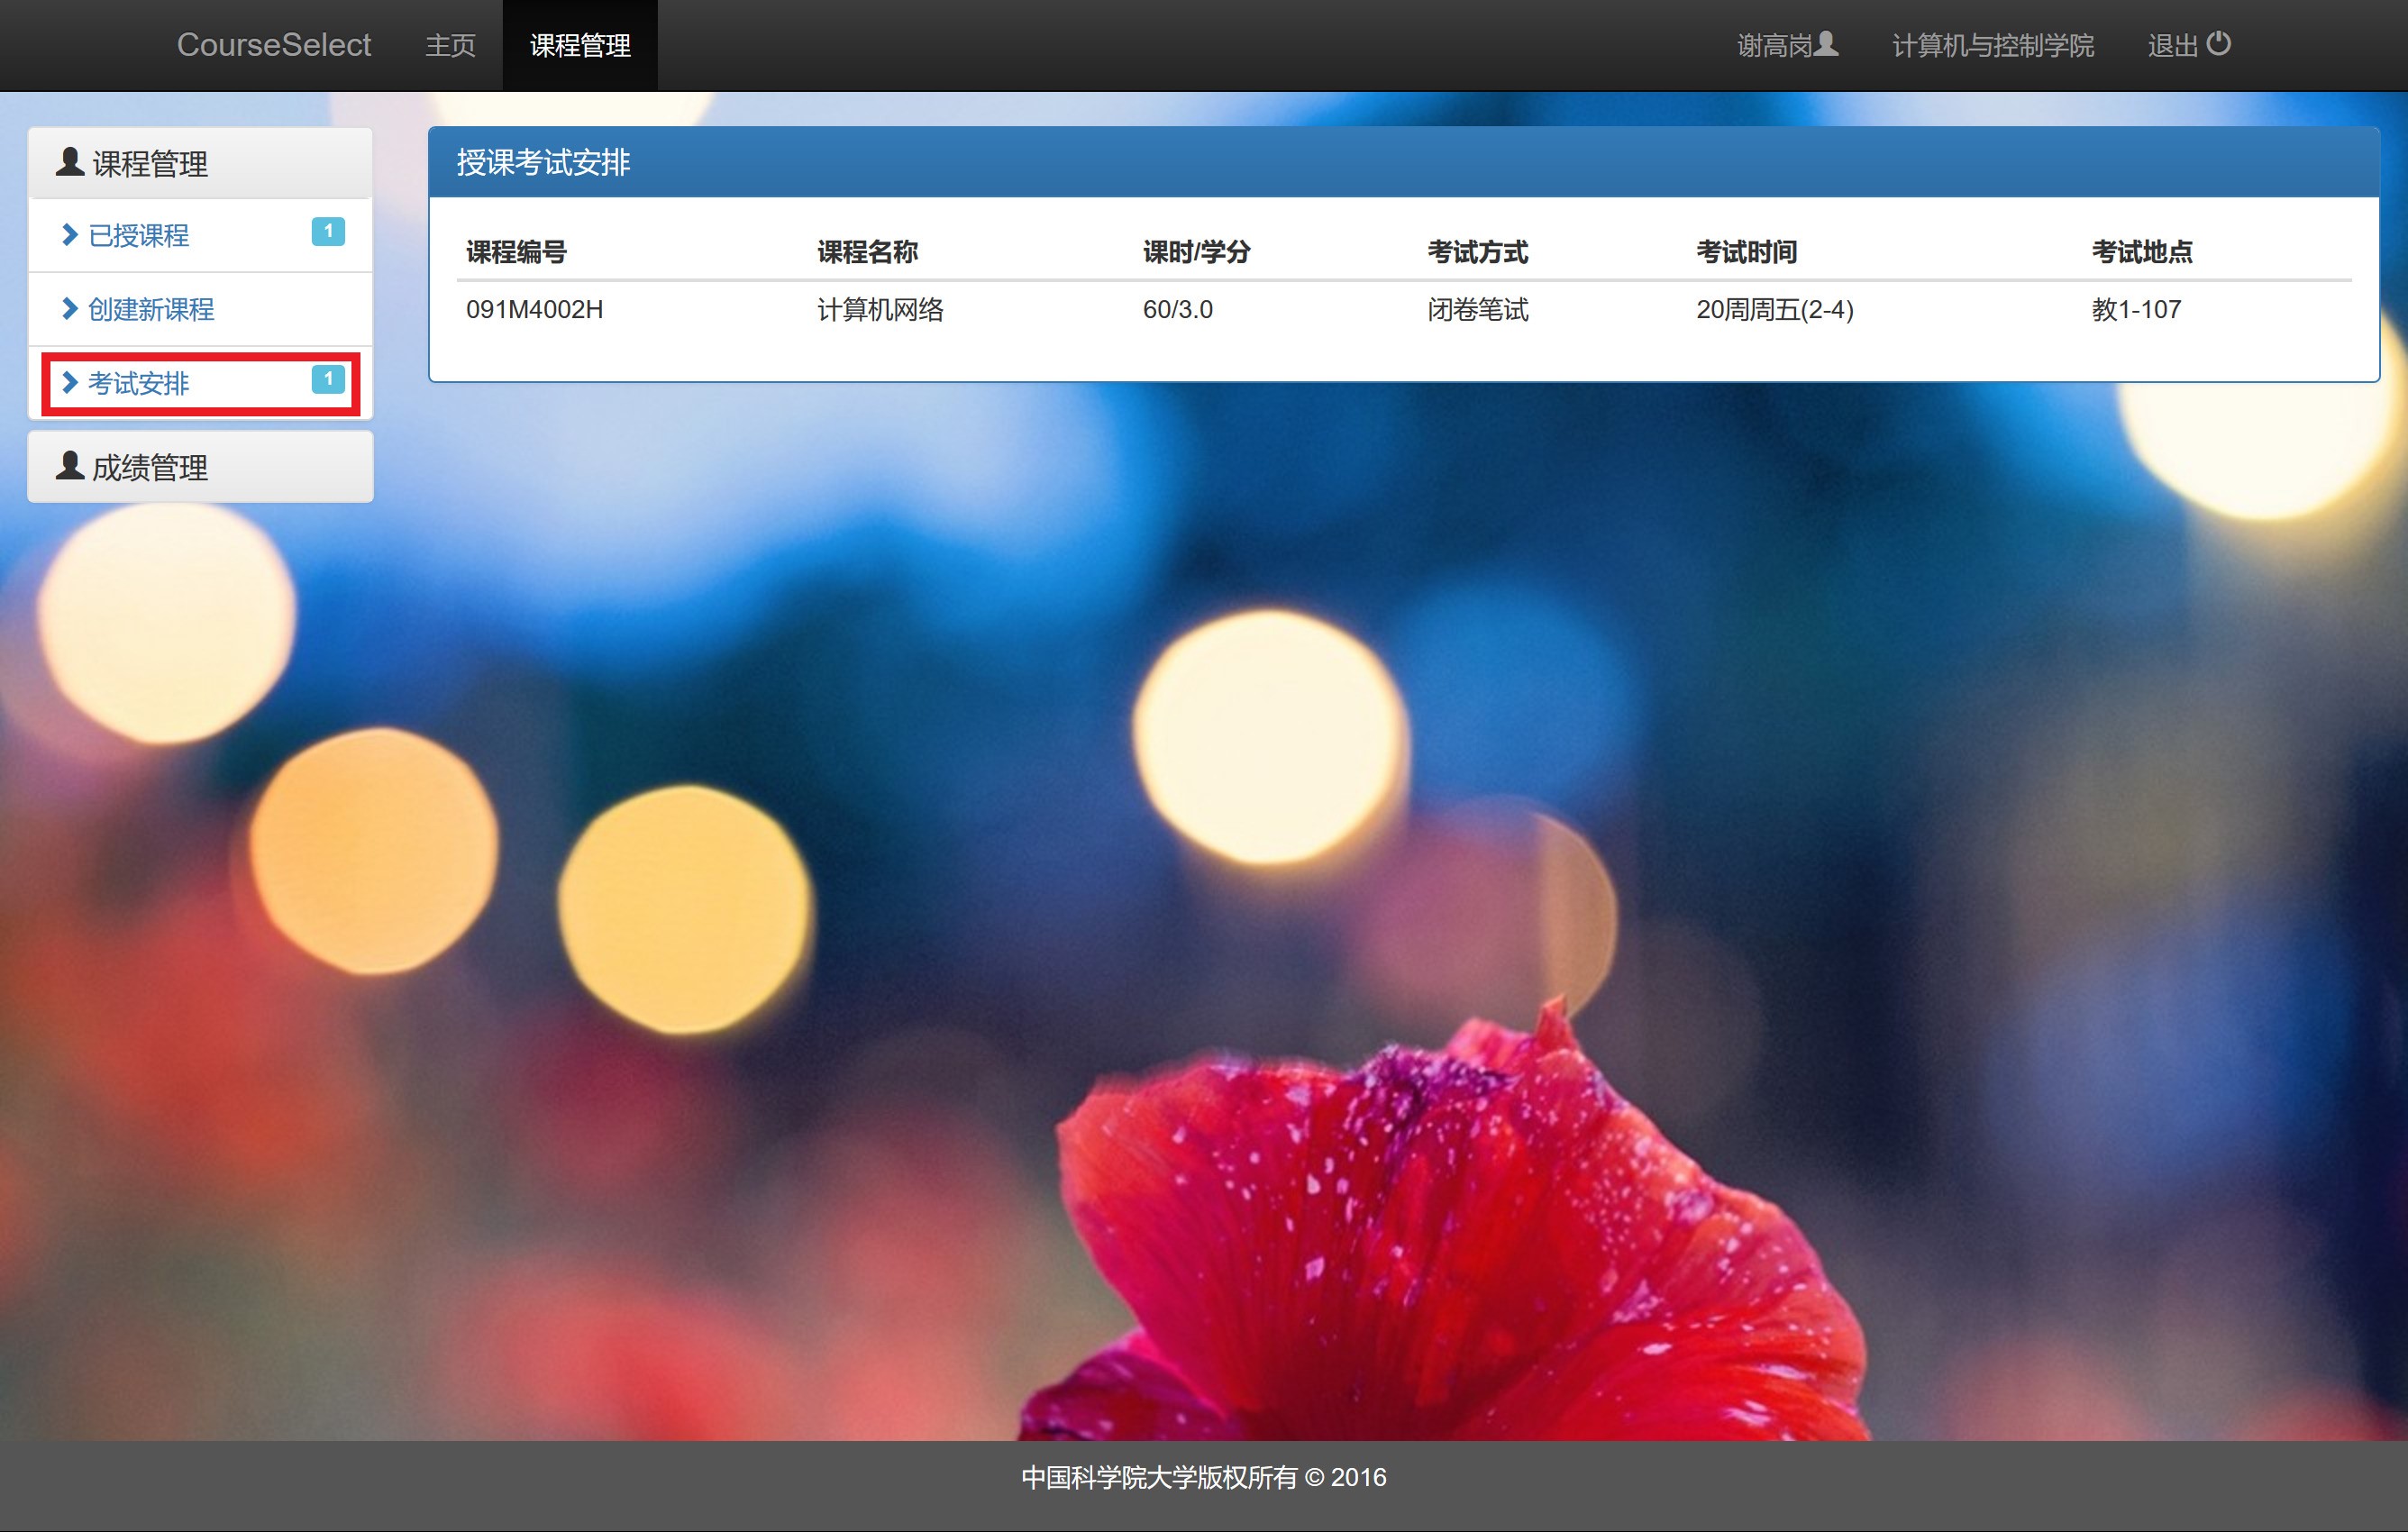 CourseSelect 主页 课程管理 谢高岗 计算机与控制学院 退出
课程管理
已授课程 1
创建新课程
考试安排 1
成绩管理
授课考试安排
课程编号 课程名称 课时/学分 考试方式 考试时间 考试地点
091M4002H 计算机网络 60/3.0 闭卷笔试 20周周五(2-4) 教1-107
中国科学院大学版权所有 © 2016